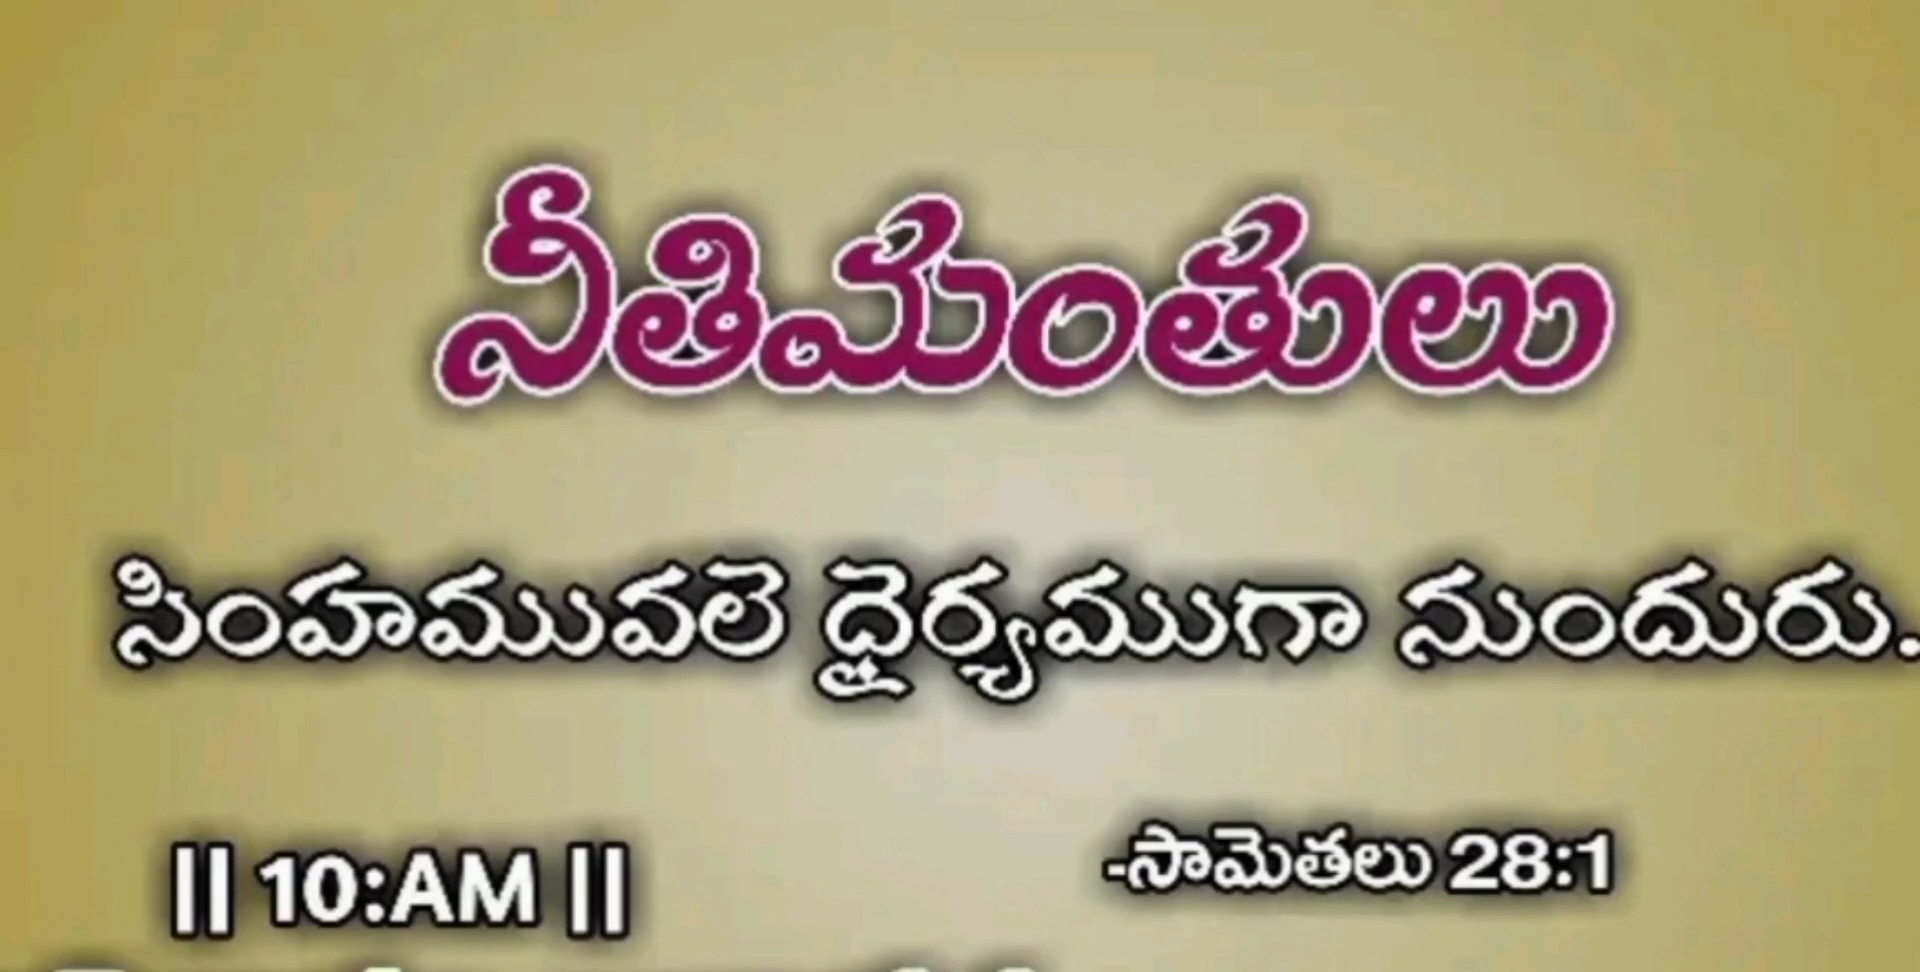 నీతిమంతులు
సింహమువలె ధైర్యముగా నుందురు.
|| 10:AM ||
-సామెతలు 28:1